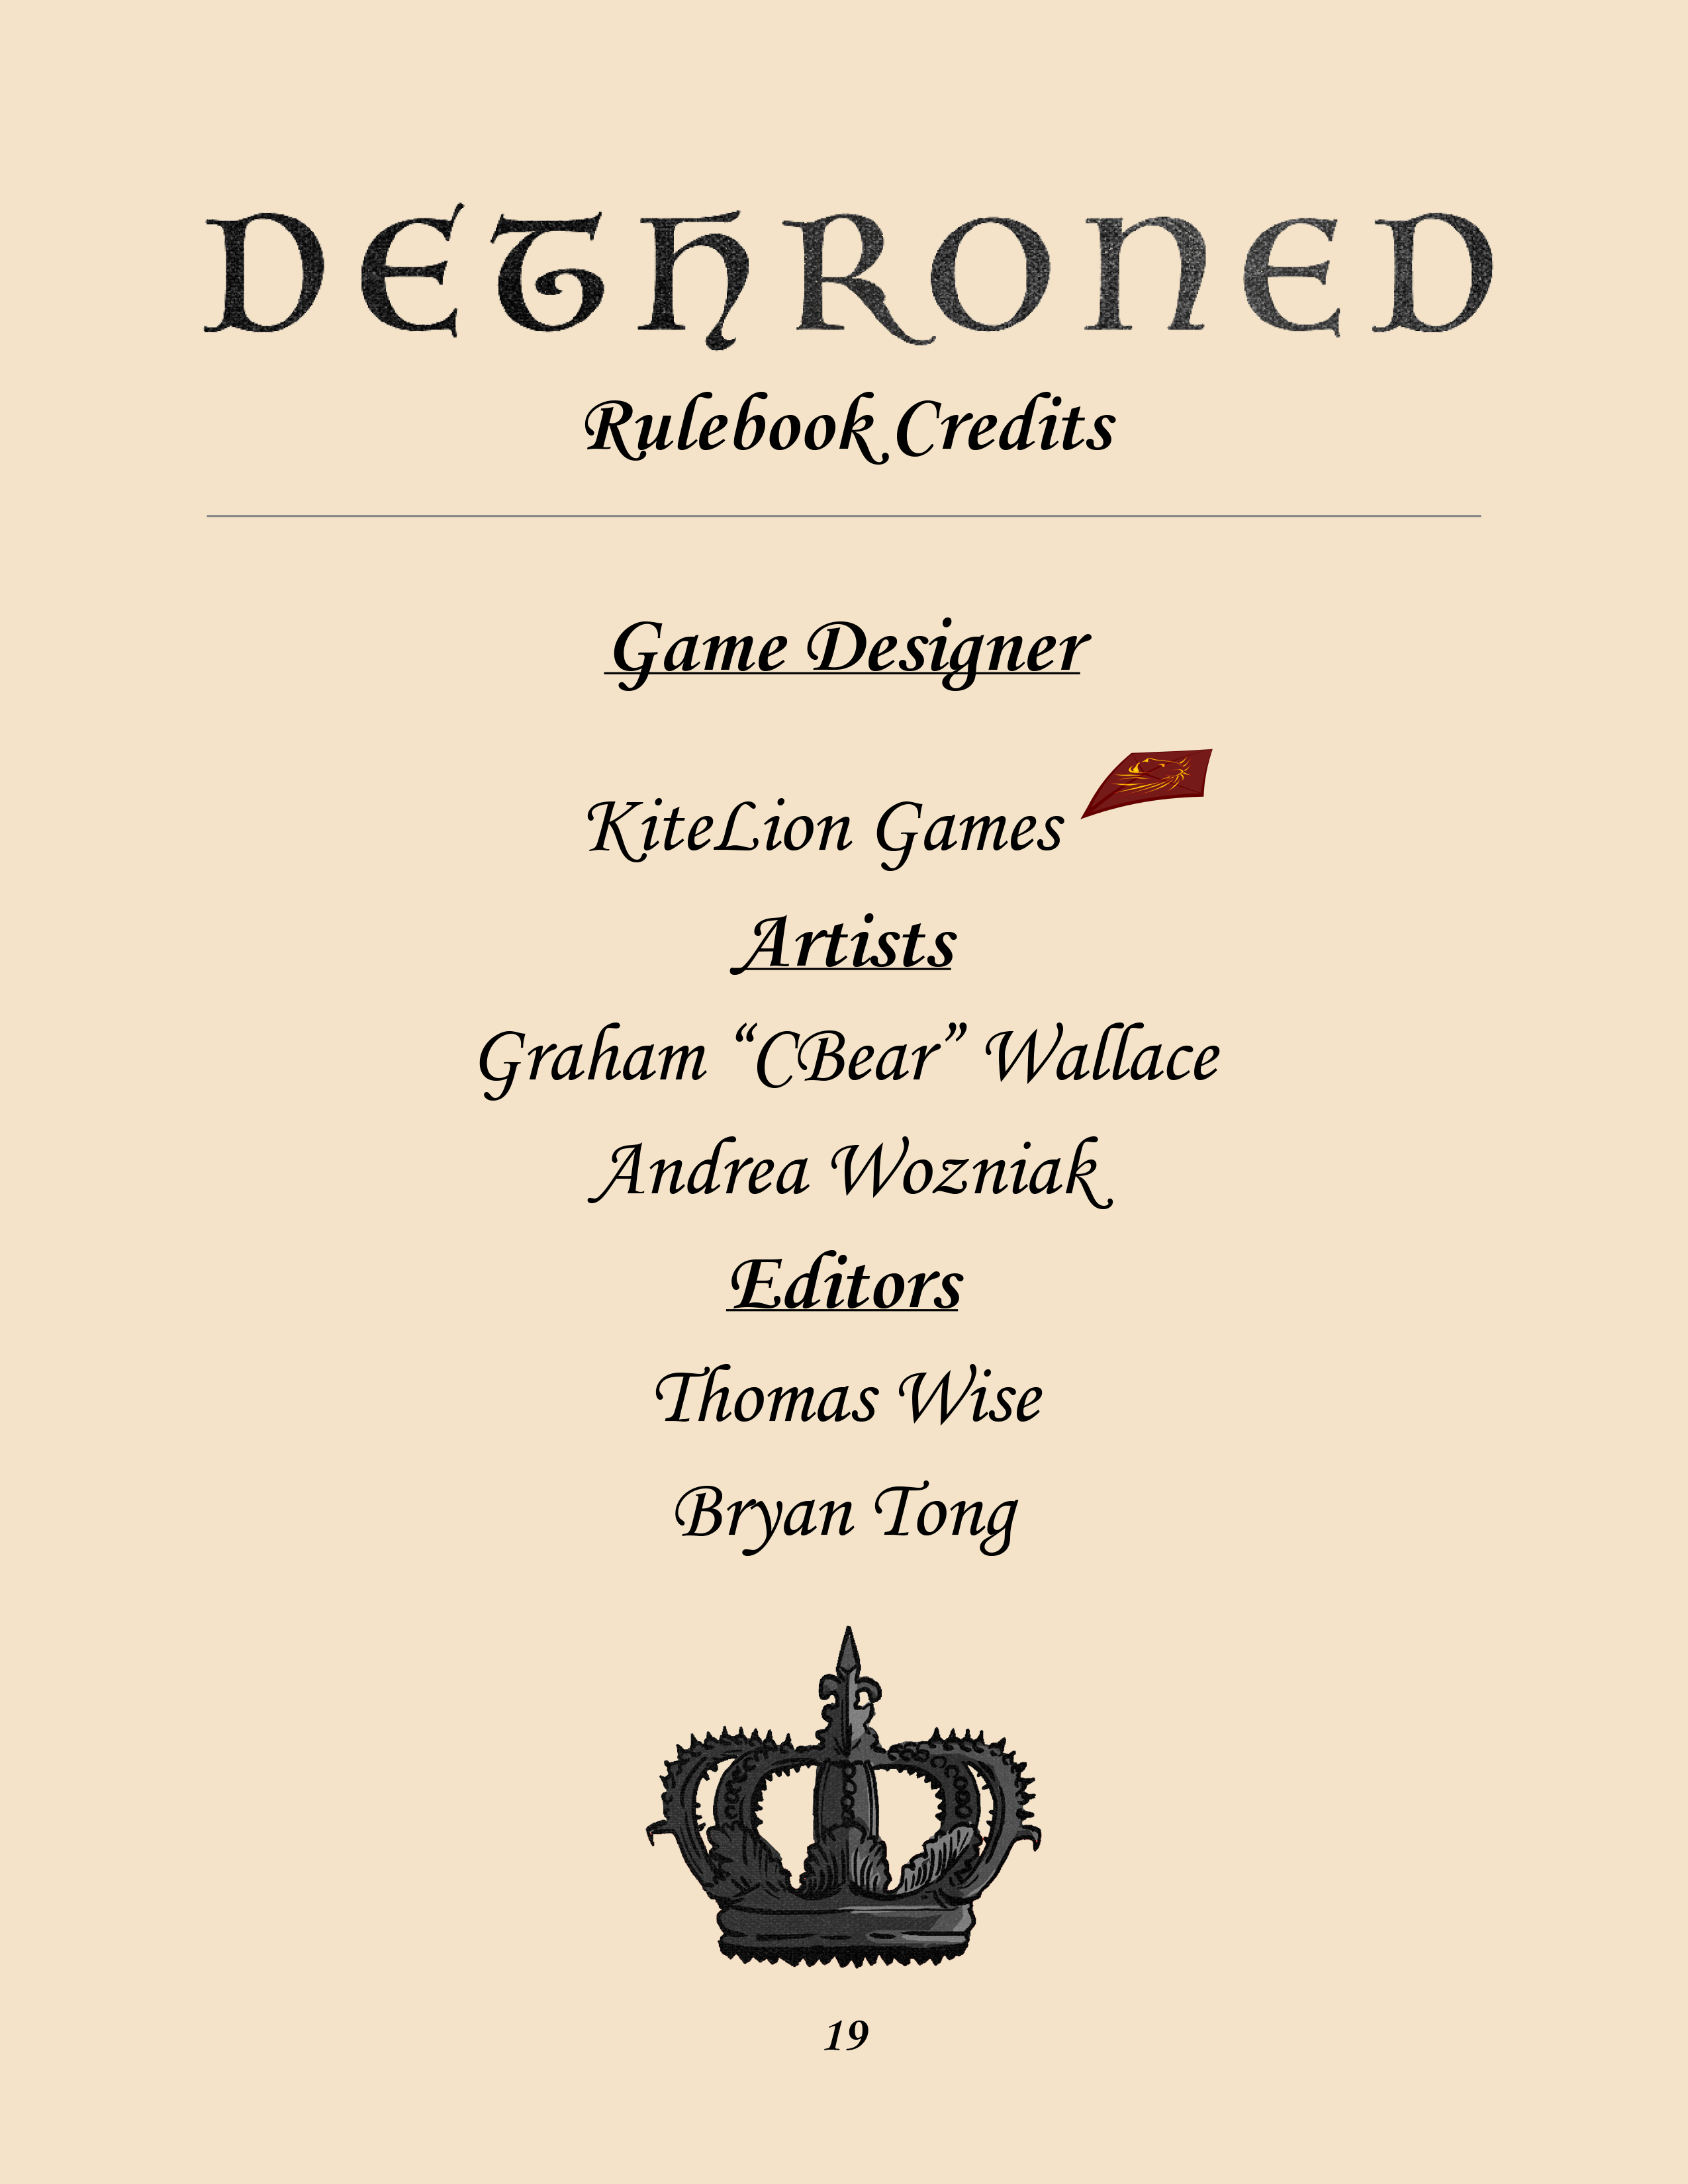 DETHRONED
Rulebook Credits
Game Designer
KiteLion Games
Artists
Graham “CBear” Wallace
Andrea Wozniak
Editors
Thomas Wise
Bryan Tong
19